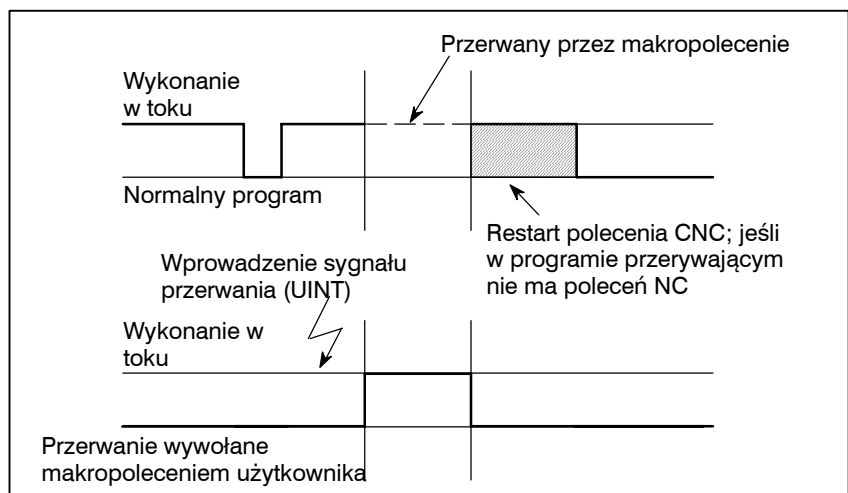 Przerwany przez makropolecenie
Wykonanie
w toku
Normalny program
Restart polecenia CNC; jeśli
w programie przerywającym
nie ma poleceń NC
Wprowadzenie sygnału
przerwania (UINT)
Wykonanie w
toku
Przerwanie wywołane
makropoleceniem użytkownika